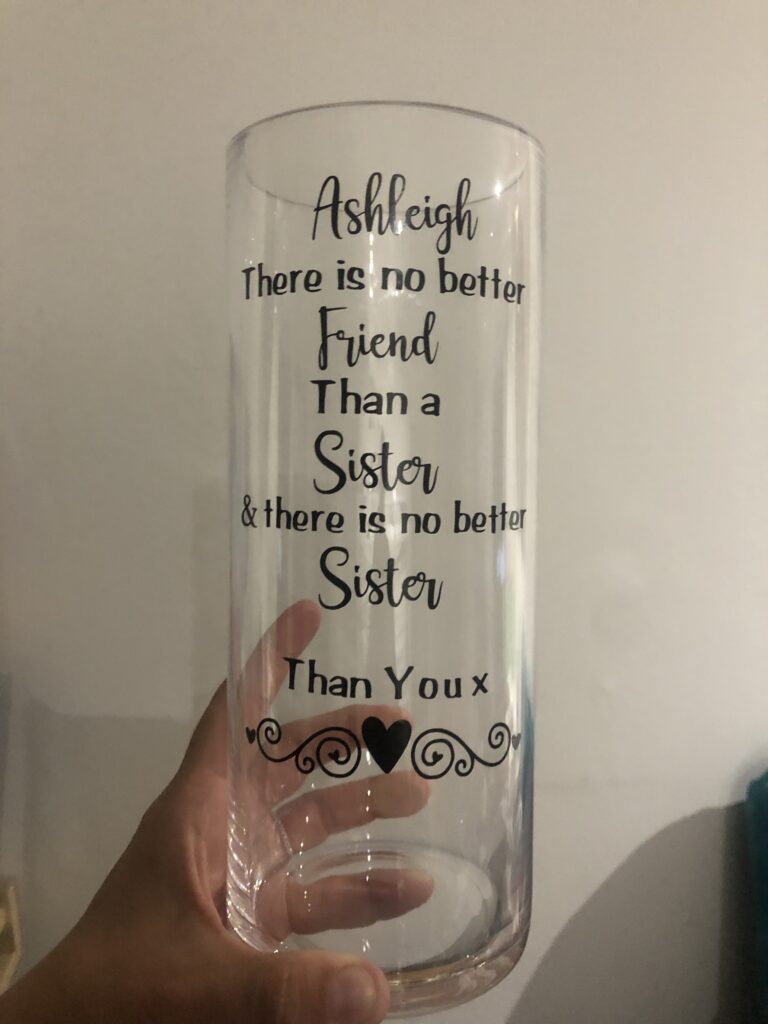 Ashleigh
There is no better
Friend
Than a
Sister
& there is no better
Sister
Than You x